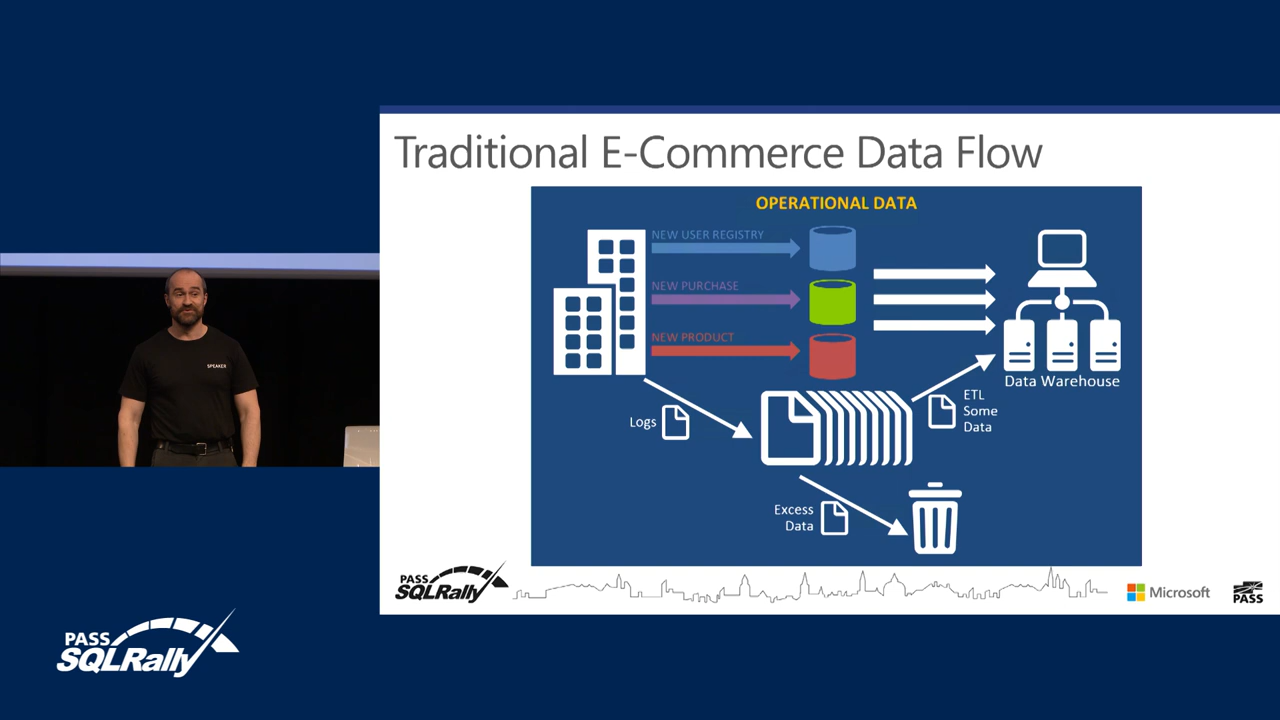 Traditional E-Commerce Data Flow
OPERATIONAL DATA
NEW USER REGISTRY
NEW PURCHASE
NEW PRODUCT
Data Warehouse
Logs
ETL
Some
Data
Excess
Data
SPEAKER
PASS
SQLRally
Microsoft
PASS
PASS
SQLRally